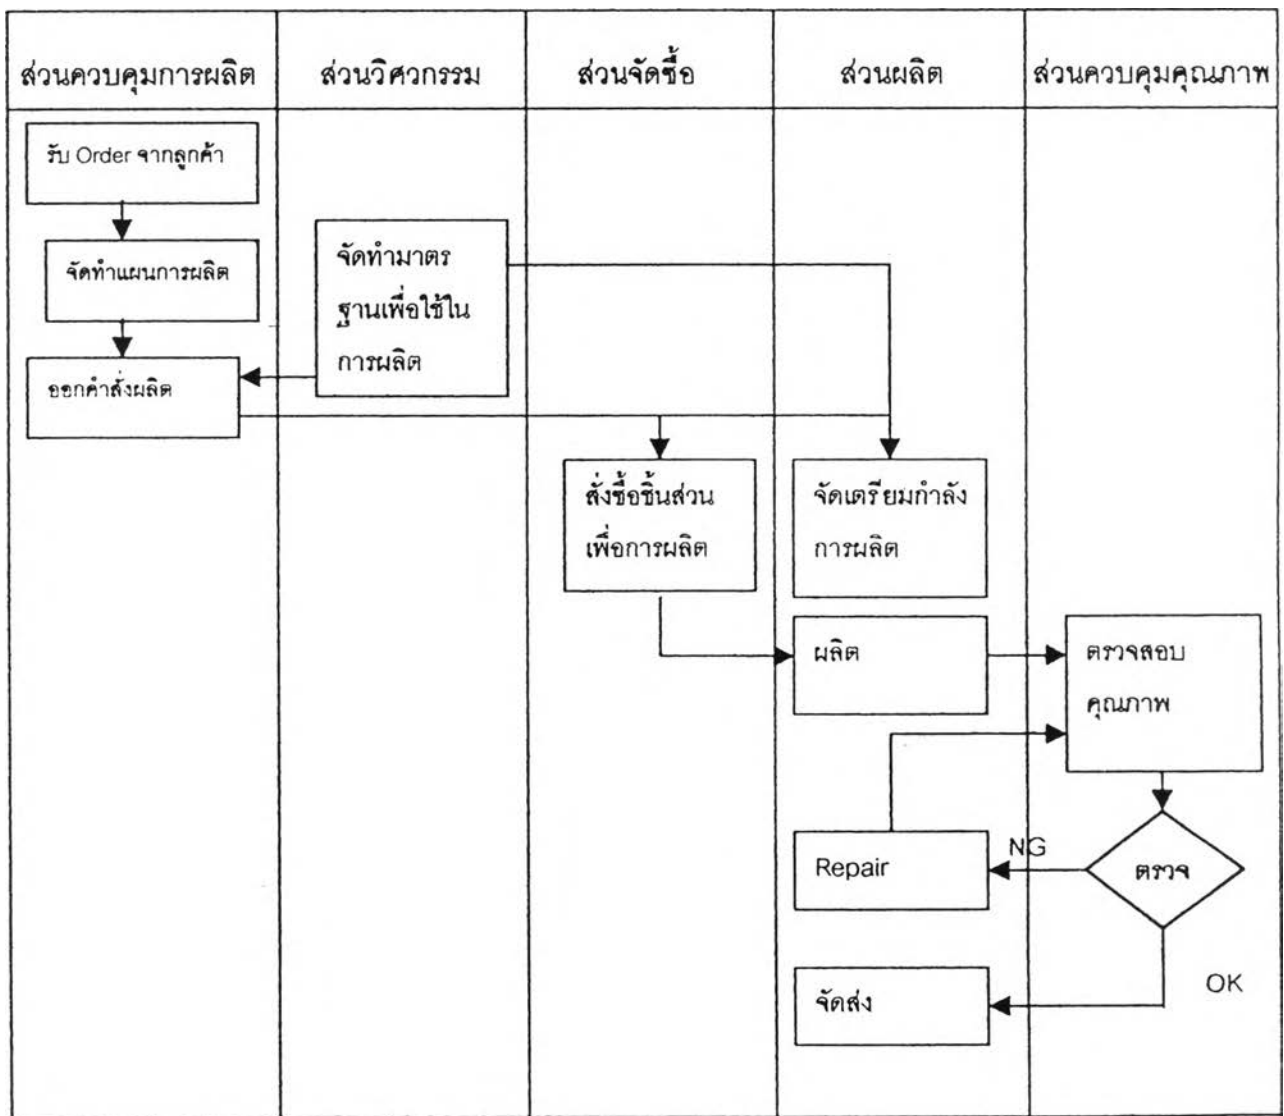 ส่วนควบคุมการผลิต
ส่วนวิศวกรรม
ส่วนจัดซื้อ
ส่วนผลิต
ส่วนควบคุมคุณภาพ
รับ Order จากลูกค้า
จัดทำแผนการผลิต
จัดทำมาตร
ฐานเพื่อใช้ใน
การผลิต
ออกคำสั่งผลิต
สั่งซื้อชิ้นส่วน
เพื่อการผลิต
จัดเตรียมกำลัง
การผลิต
ผลิต
ตรวจสอบ
คุณภาพ
Repair
NG
ตรวจ
จัดส่ง
OK